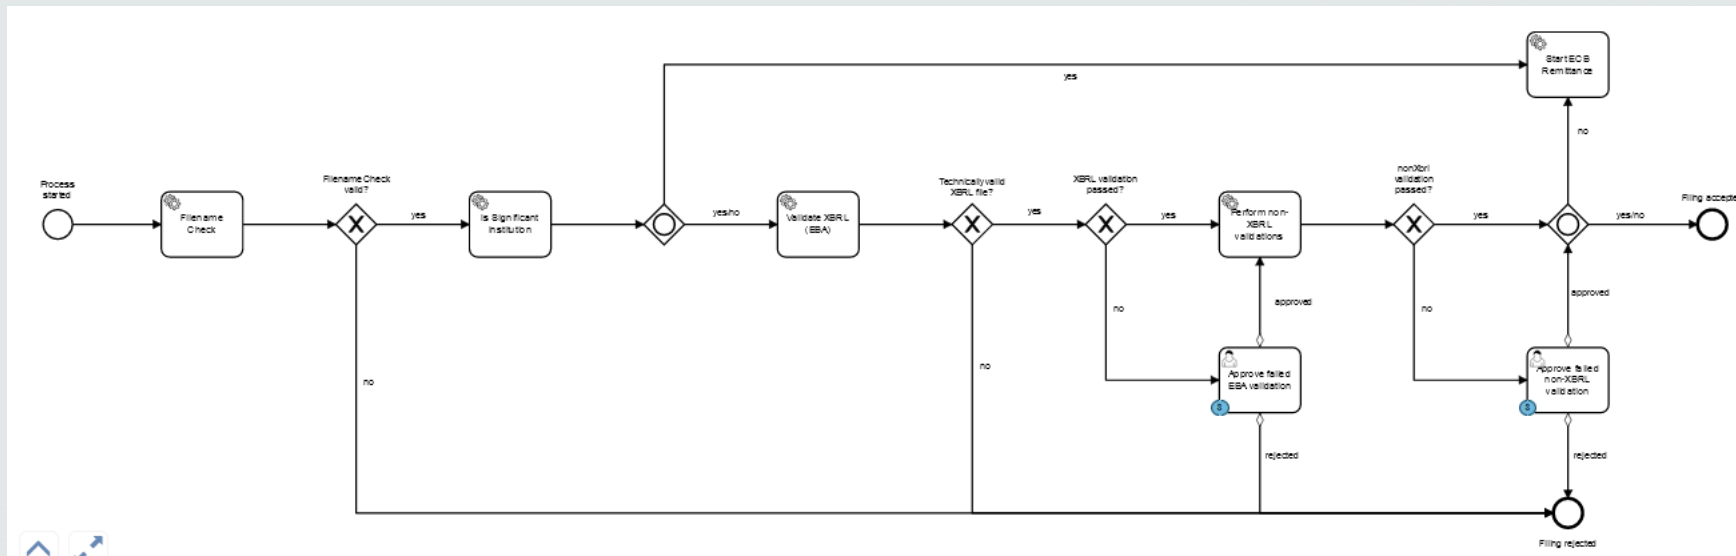 Start ECB
Remittance
yes
no
Process
started
Filename Check
valid?
Technically valid
XBRL file?
XBRL validation
passed?
nonXbrl
validation
passed?
Filename
Check
yes
Is Significant
Institution
yes/no
Validate XBRL
(EBA)
yes
yes
Perform non-
XBRL
validations
yes
yes/no
Filing accepte
no
no
no
no
approved
approved
Approve failed
EBA validation
Approve failed
non-XBRL
validation
rejected
rejected
Filing rejected